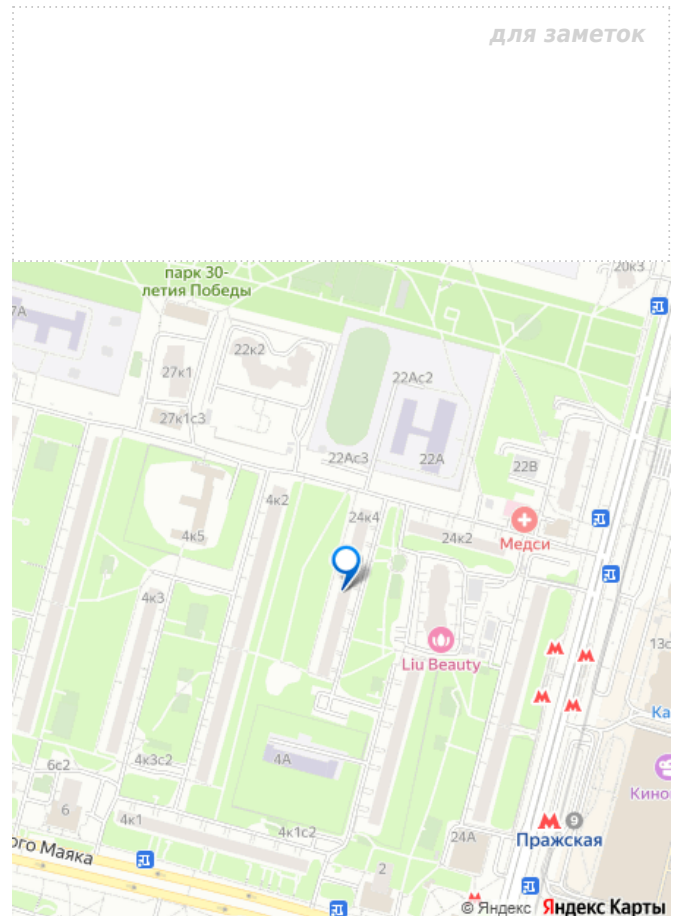 для заметок
парк 30-
летия Победы
20к3
7А
22к2
27к1
22Ас2
27к1с3
22Ас3
22А
22В
4к2
24к4
4к5
24к2
Медси
4к3
Liu Beauty
13с
Ка
6с2
4к3с2
4А
Кино
6
4к1
4к1с2
24А
9
Пражская
ого Маяка
2
© Яндекс Яндекс Карты